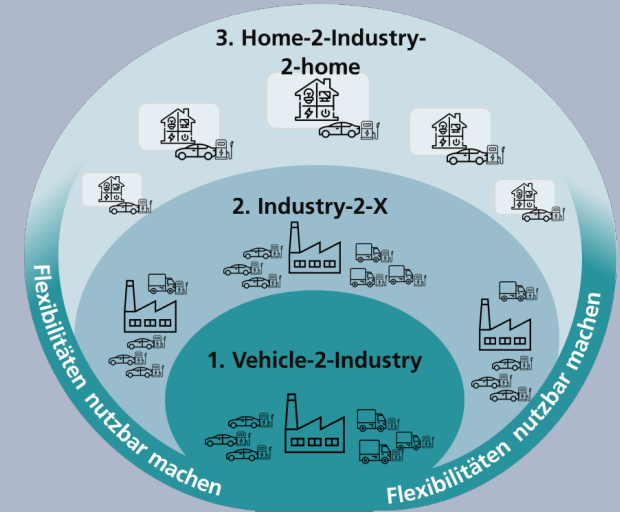 3. Home-2-Industry-
2-home
2. Industry-2-X
1. Vehicle-2-Industry
Flexibilitäten nutzbar machen
Flexibilitäten nutzbar machen